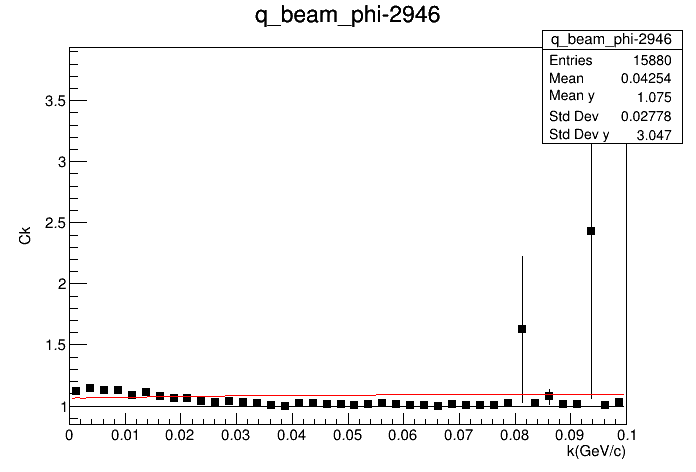 q_beam_phi-2946
q_beam_phi-2946
Entries 15880
Mean 0.04254
Mean y 1.075
Std Dev 0.02778
Std Dev y 3.047
3.5
3
2.5
2
1.5
1
Ck
0 0.01 0.02 0.03 0.04 0.05 0.06 0.07 0.08 0.09 0.1
k(GeV/c)